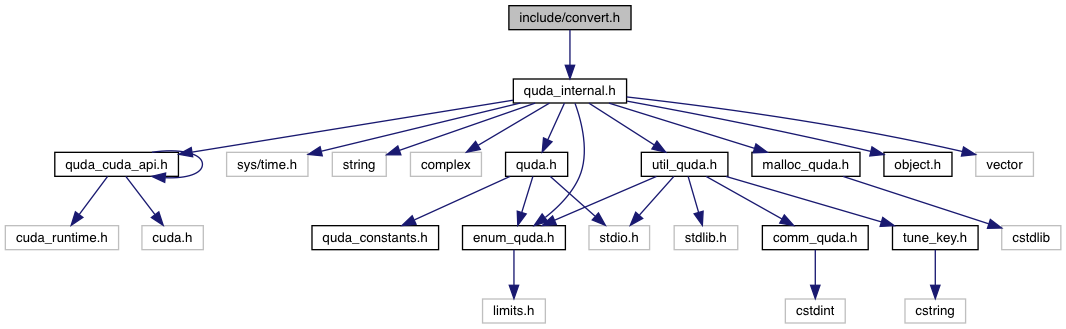 include/convert.h
quda_internal.h
quda_cuda_api.h
sys/time.h
string
complex
quda.h
util_quda.h
malloc_quda.h
object.h
vector
cuda_runtime.h
cuda.h
quda_constants.h
enum_quda.h
stdio.h
stdlib.h
comm_quda.h
tune_key.h
cstdlib
limits.h
cstdint
cstring